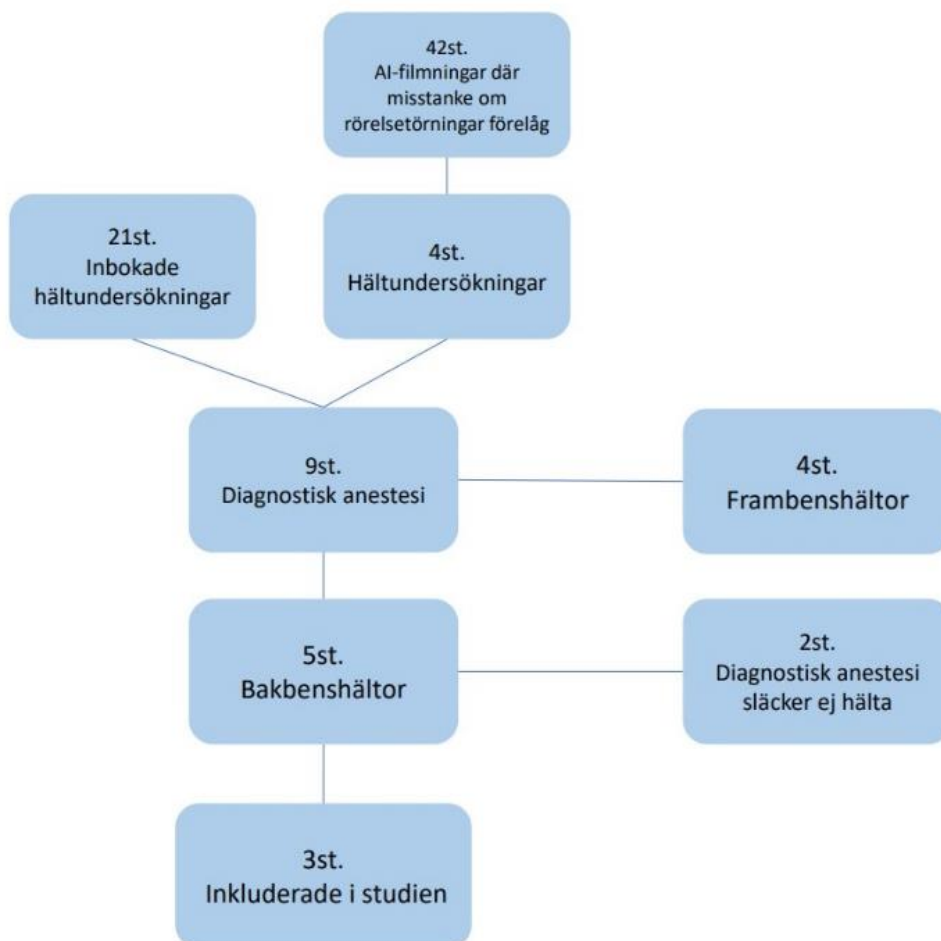 42st.
AI-filmningar där
misstanke om
rörelsetörningar förelåg
21st.
Inbokade
hältundersökningar
4st.
Hältundersökningar
9st.
Diagnostisk anestesi
4st.
Frambenshältor
5st.
Bakbenshältor
2st.
Diagnostisk anestesi
släcker ej hälta
3st.
Inkluderade i studien